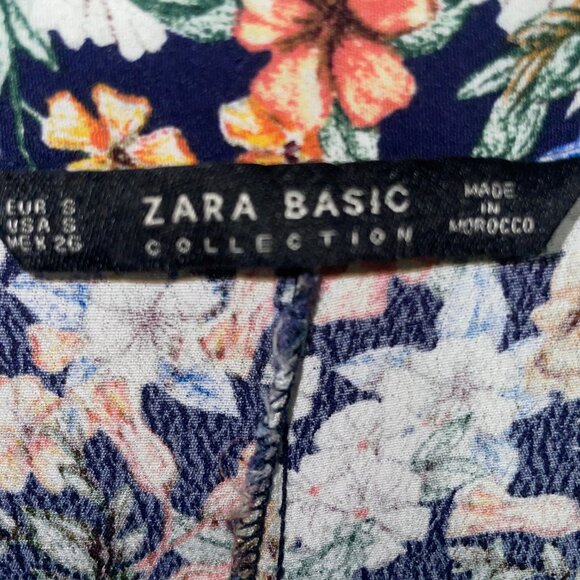 EUR S
USA S
MEX 26
ZARA BASIC
COLLECTION
MADE
IN
MOROCCO